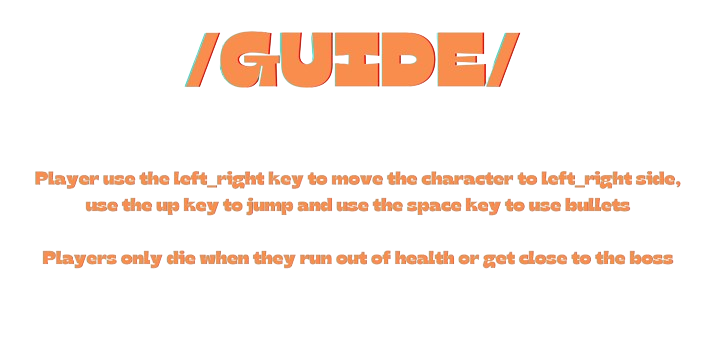 /GUIDE/
Player use the left_right key to move the character to left_right side,
use the up key to jump and use the space key to use bullets
Players only die when they run out of health or get close to the boss